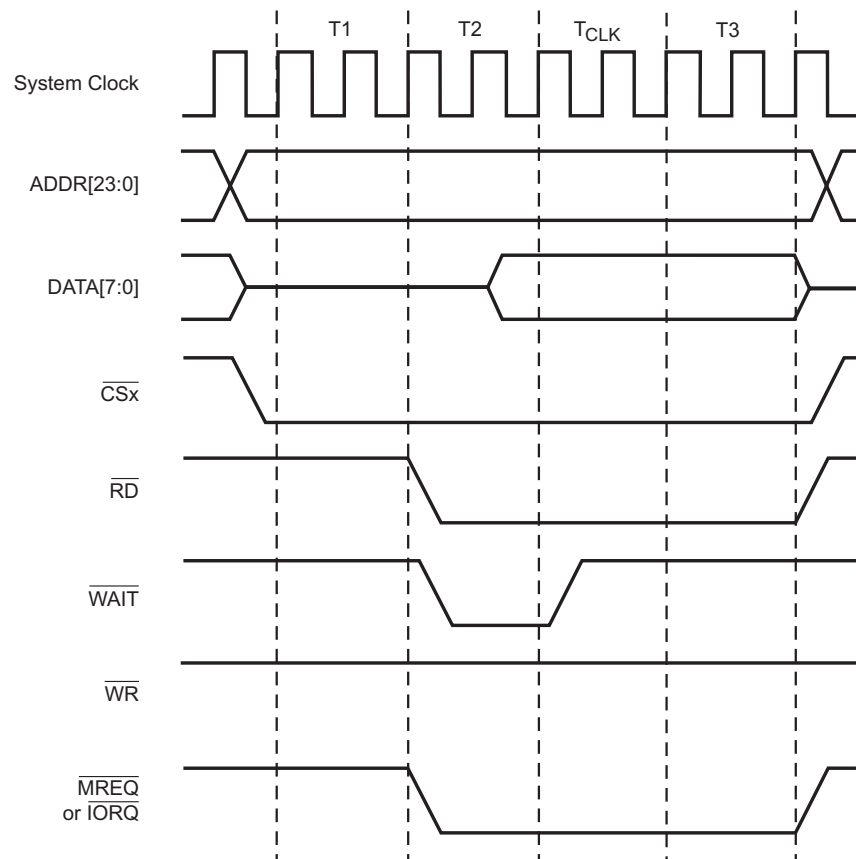 T1 T2 TCLK T3
System Clock
ADDR[23:0]
DATA[7:0]
CSx
RD
WAIT
WR
MREQ
or IORQ